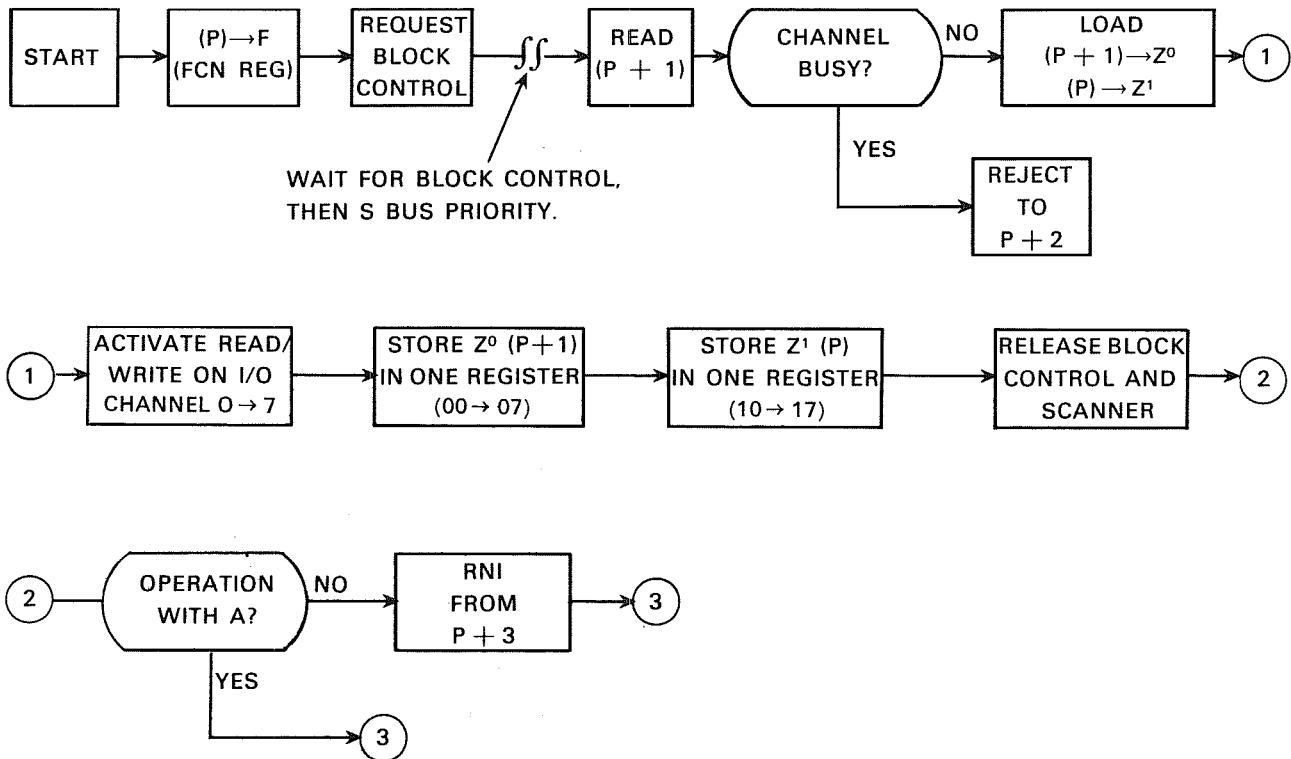 START
(P)→F
(FCN REG)
REQUEST
BLOCK
CONTROL
∬
READ
(P + 1)
CHANNEL
BUSY?
NO
LOAD
(P + 1)→Z⁰
(P)→Z¹
1
YES
WAIT FOR BLOCK CONTROL,
THEN S BUS PRIORITY.
REJECT
TO
P + 2
1
ACTIVATE READ/
WRITE ON I/O
CHANNEL 0→7
STORE Z⁰ (P+1)
IN ONE REGISTER
(00→07)
STORE Z¹ (P)
IN ONE REGISTER
(10→17)
RELEASE BLOCK
CONTROL AND
SCANNER
2
2
OPERATION
WITH A?
NO
RNI
FROM
P + 3
3
YES
3